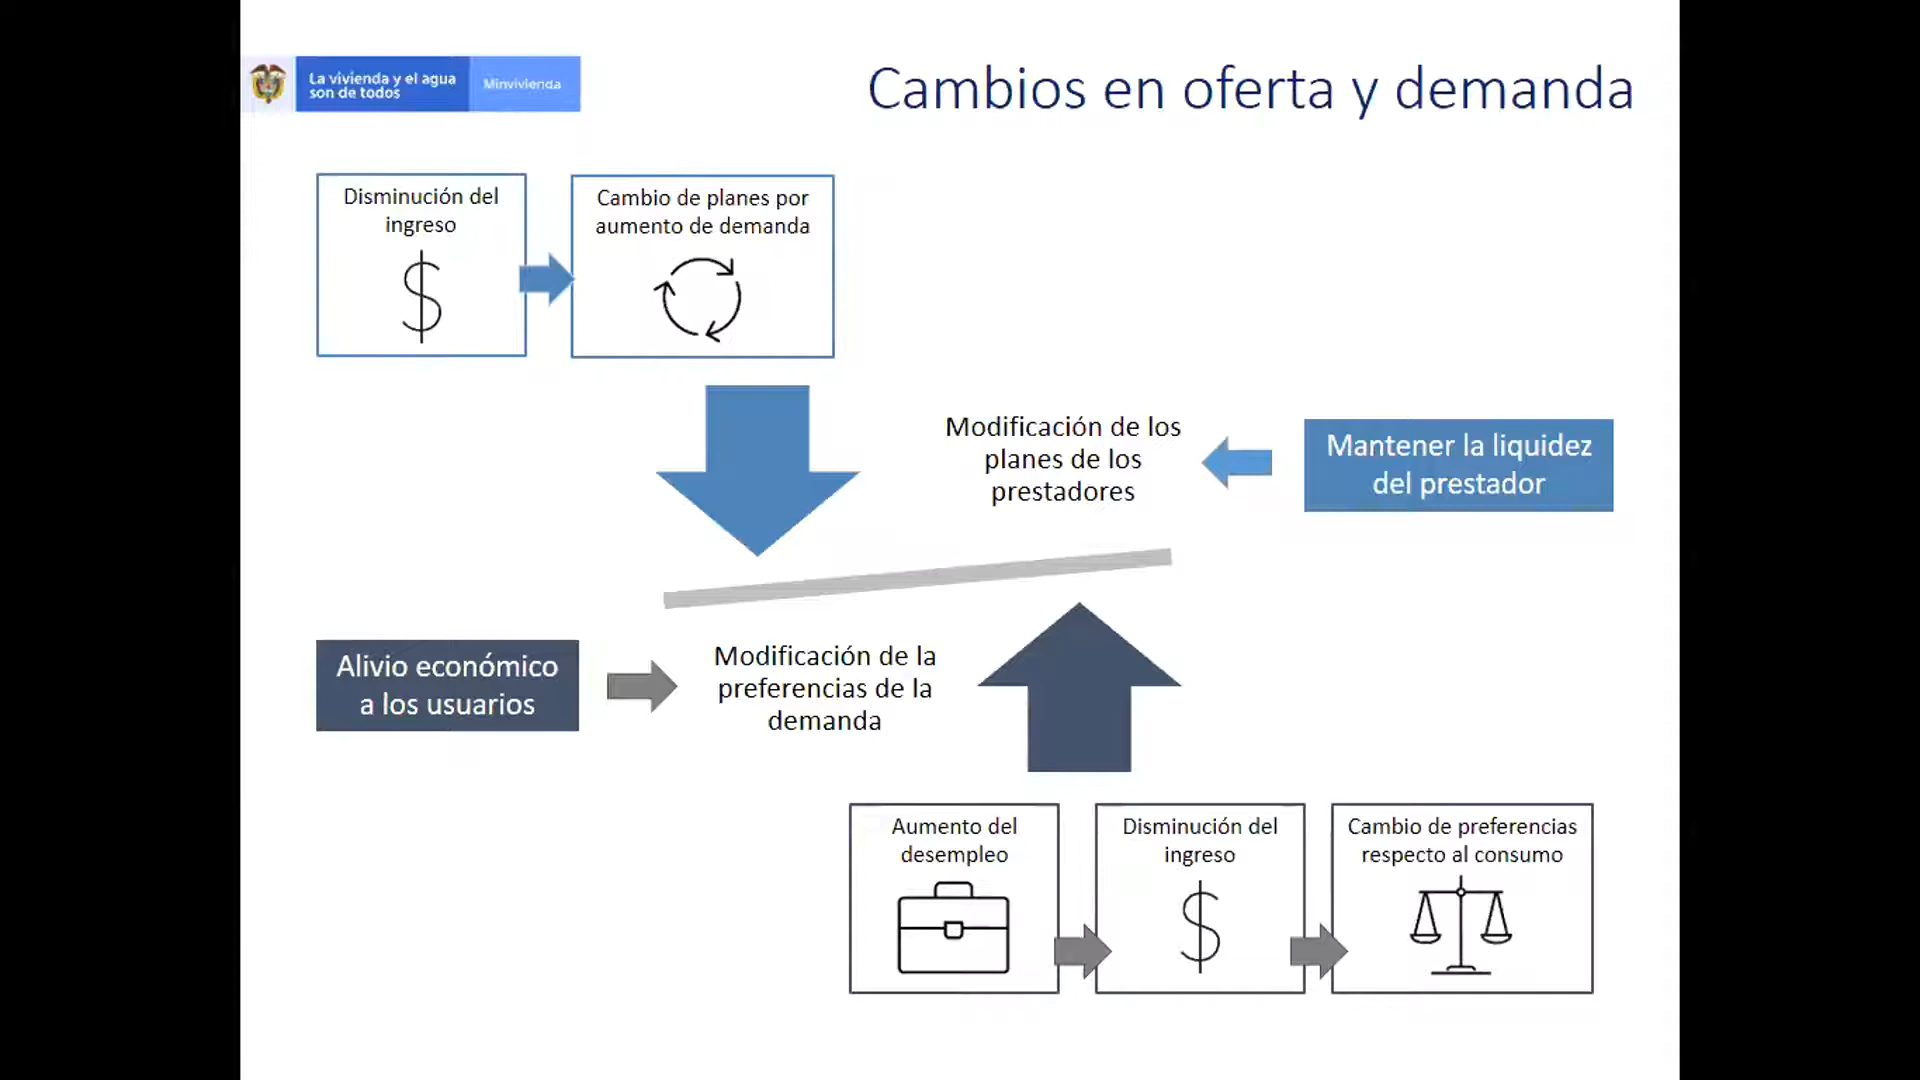 La vivienda y el agua
son de todos
Minvivienda
Cambios en oferta y demanda
Disminución del
ingreso
Cambio de planes por
aumento de demanda
Modificación de los
planes de los
prestadores
Mantener la liquidez
del prestador
Alivio económico
a los usuarios
Modificación de la
preferencias de la
demanda
Aumento del
desempleo
Disminución del
ingreso
Cambio de preferencias
respecto al consumo